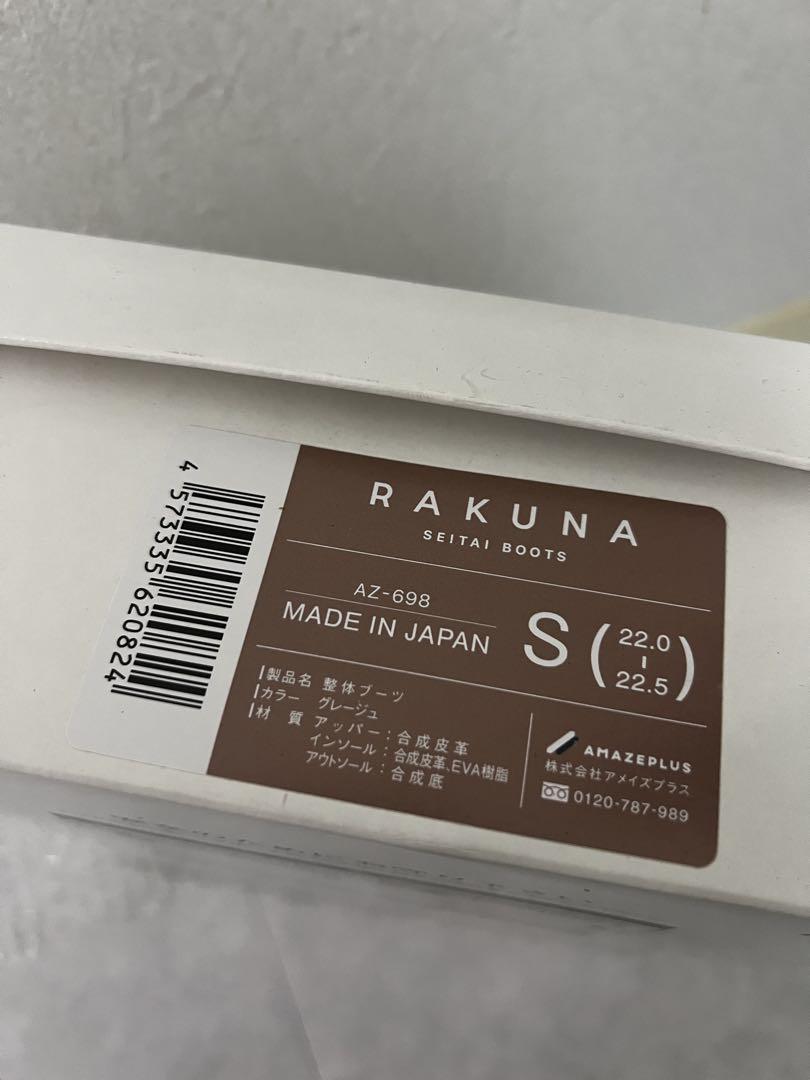 RAKUNA
SEITAI BOOTS
AZ-698
MADE IN JAPAN
S (22.0-22.5)
製品名 整体ブーツ
カラー グレージュ
材 質 アッパー:合成皮革
インソール:合成皮革、EVA樹脂
アウトソール:合成底
AMAZEPLUS
株式会社アメイズプラス
0120-787-989
4 573335 620824